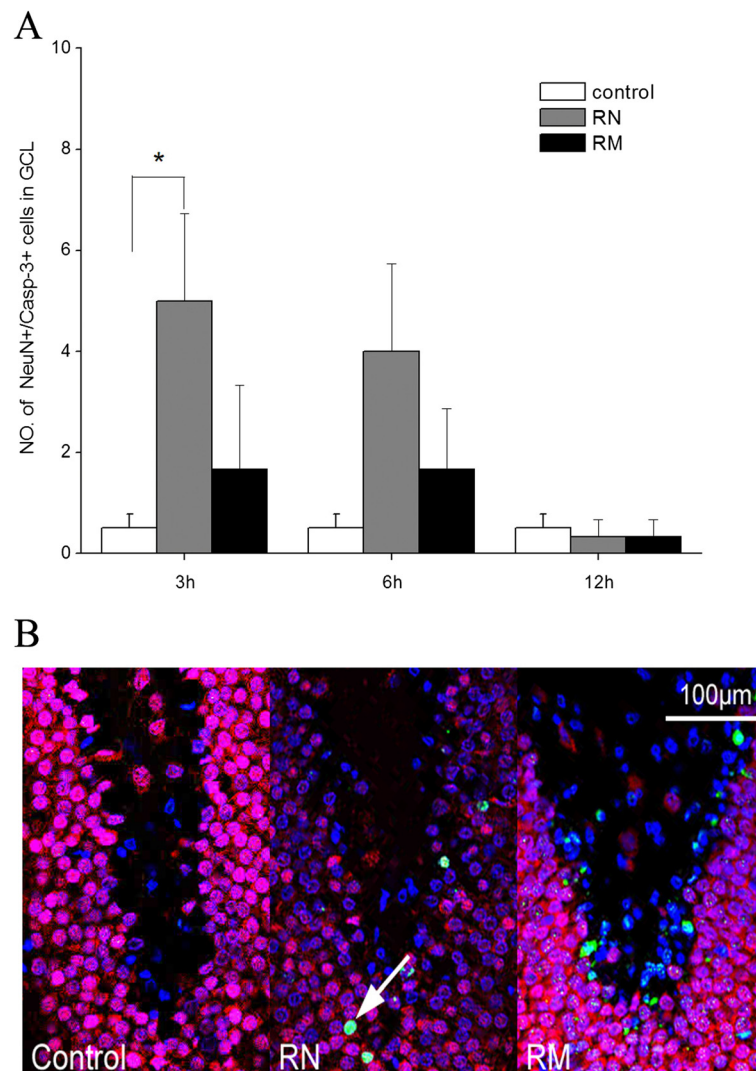 A
10
8
6
4
2
0
NO. of NeuN+/Casp-3+ cells in GCL
*
control
RN
RM
3h
6h
12h
B
100µm
Control
RN
RM